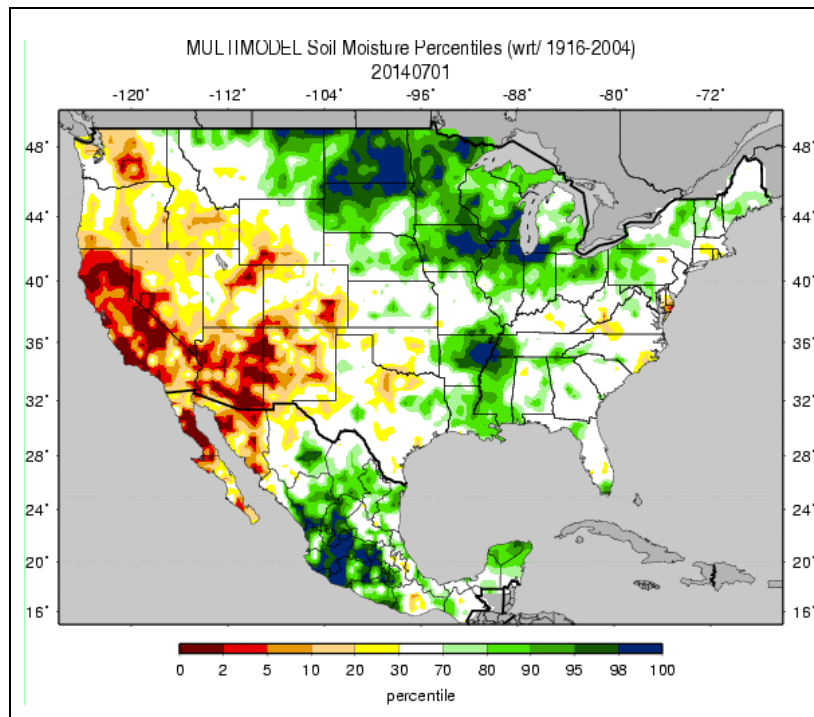 MULTIMODEL Soil Moisture Percentiles (wrt/ 1916-2004)
20140701
-120° -112° -104° -96° -88° -80° -72°
48° 48°
44° 44°
40° 40°
36° 36°
32° 32°
28° 28°
24° 24°
20° 20°
16° 16°
0 2 5 10 20 30 70 80 90 95 98 100
percentile